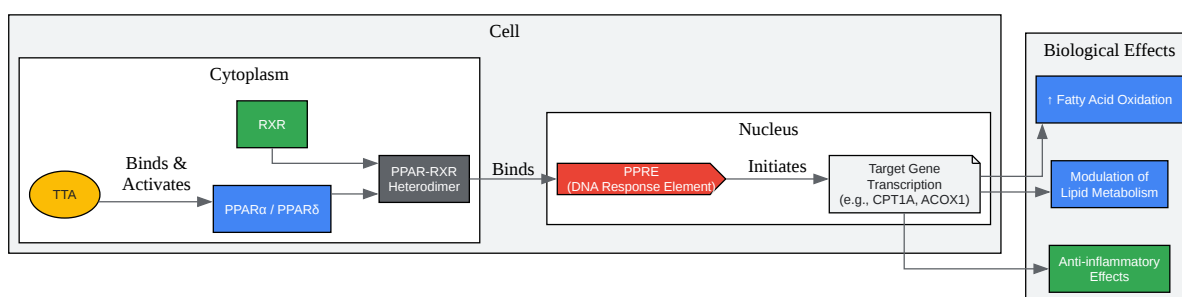 Cell
Biological Effects
Cytoplasm
↑ Fatty Acid Oxidation
RXR
Nucleus
Binds &
Activates
PPAR-RXR
Heterodimer
Binds
PPRE
(DNA Response Element)
Initiates
Target Gene
Transcription
(e.g., CPT1A, ACOX1)
Modulation of
Lipid Metabolism
TTA
PPARα / PPARδ
Anti-inflammatory
Effects